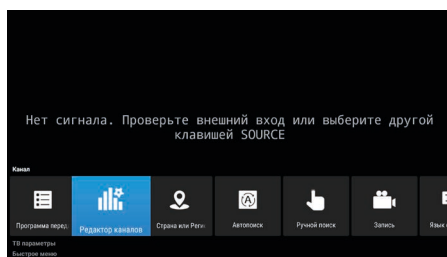 Нет сигнала. Проверьте внешний вход или выберите другой
клавишей SOURCE
Канал
Программа перед
Редактор каналов
Страна или Реги
Автопоиск
Ручной поиск
Запись
Язык
ТВ параметры
Быстрое меню